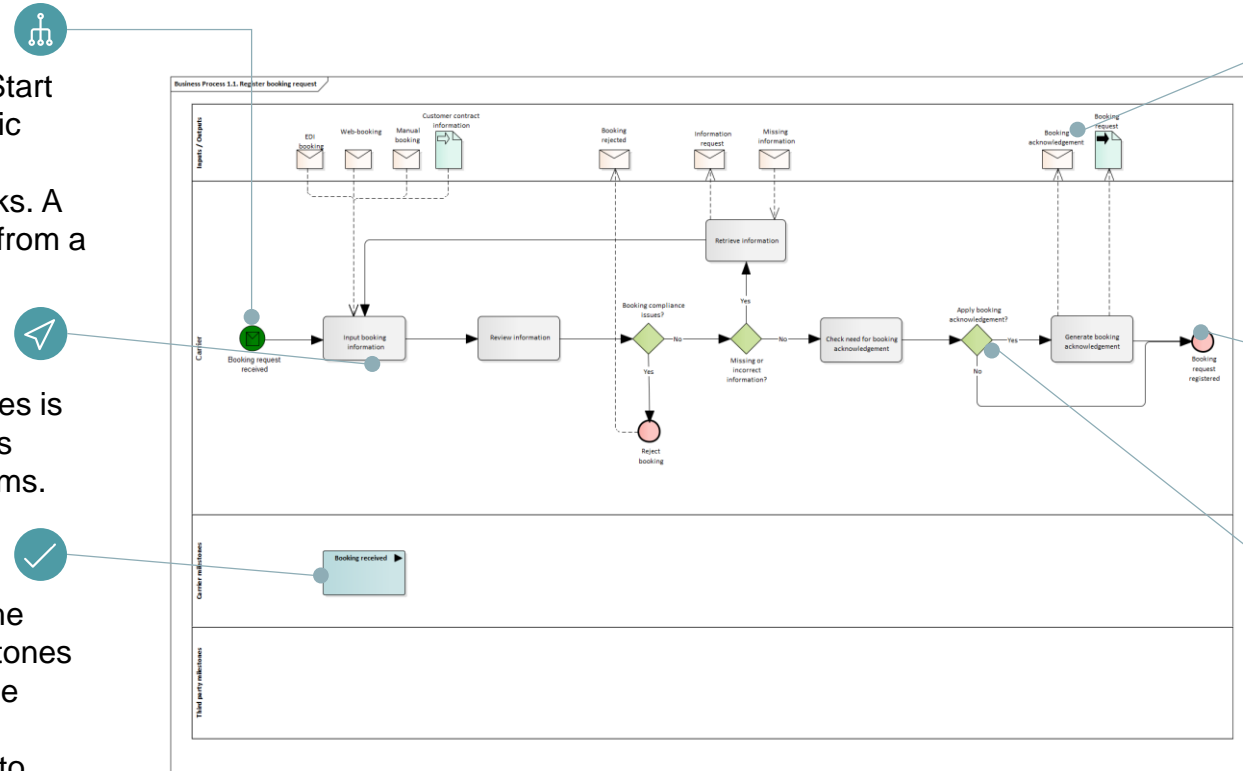 Start
ic
ks. A
from a
es is
s
ms.
ne
tones
e
to
Business Process 1.1. Register booking request
Inputs / Outputs
EDI
booking
Web-booking
Manual
booking
Customer contract
information
Booking
rejected
Information
request
Missing
information
Booking
acknowledgement
Booking
request
Carrier
Retrieve information
Booking request
received
Input booking
information
Review information
Booking compliance
issues?
No
Yes
Reject
booking
Yes
No
Missing or
incorrect
information?
Check need for booking
acknowledgement
Apply booking
acknowledgement?
Yes
No
Generate booking
acknowledgement
Booking
request
registered
Carrier milestones
Booking received
Third party milestones